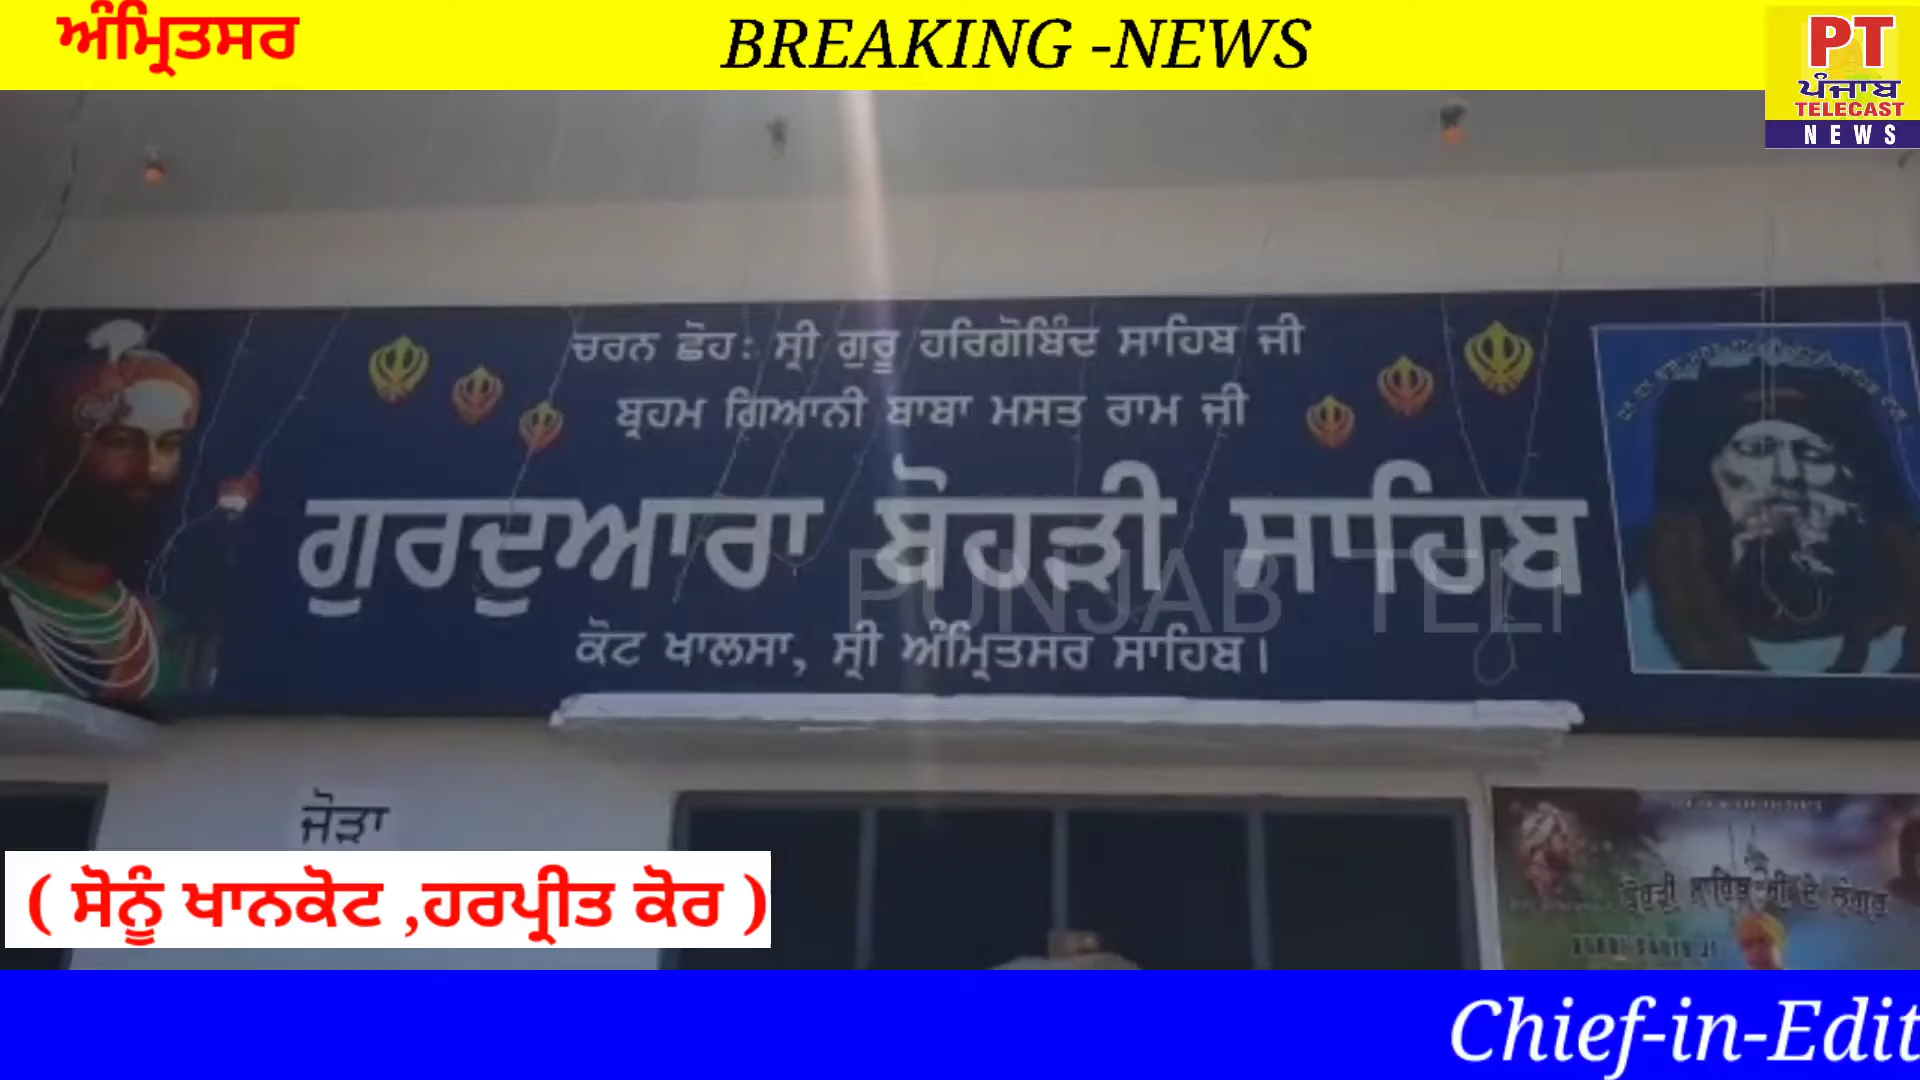 ਅੰਮ੍ਰਿਤਸਰ
BREAKING -NEWS
PT
ਪੰਜਾਬ
TELECAST
NEWS
ਚਰਨ ਛੋਹ: ਸ੍ਰੀ ਗੁਰੂ ਹਰਿਗੋਬਿੰਦ ਸਾਹਿਬ ਜੀ
ਬ੍ਰਹਮ ਗਿਆਨੀ ਬਾਬਾ ਮਸਤ ਰਾਮ ਜੀ
ਗੁਰਦੁਆਰਾ ਬੋਹੜੀ ਸਾਹਿਬ
PUNJAB TELI
ਕੋਟ ਖਾਲਸਾ, ਸ੍ਰੀ ਅੰਮ੍ਰਿਤਸਰ ਸਾਹਿਬ।
ਜੋੜਾ
( ਸੋਨੂੰ ਖਾਨਕੋਟ ,ਹਰਪ੍ਰੀਤ ਕੋਰ )
Chief-in-Edit